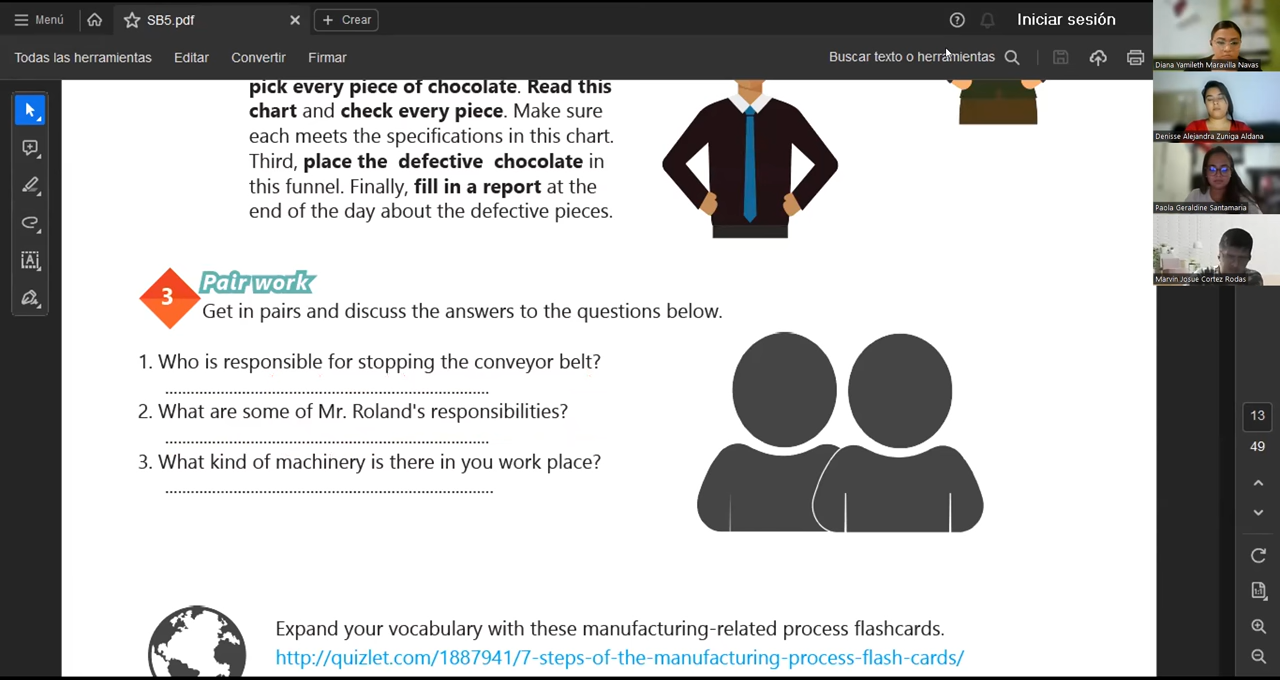 Menú
SB5.pdf
Crear
Iniciar sesión
Todas las herramientas
Editar
Convertir
Firmar
Buscar texto o herramientas
pick every piece of chocolate. Read this
chart and check every piece. Make sure
each meets the specifications in this chart.
Third, place the defective chocolate in
this funnel. Finally, fill in a report at the
end of the day about the defective pieces.
3
Pair work
Get in pairs and discuss the answers to the questions below.
1. Who is responsible for stopping the conveyor belt?
2. What are some of Mr. Roland's responsibilities?
3. What kind of machinery is there in you work place?
Expand your vocabulary with these manufacturing-related process flashcards.
http://quizlet.com/1887941/7-steps-of-the-manufacturing-process-flash-cards/
13
49
1:1
Diana Yamileth Maravilla Navas
Denisse Alejandra Zuniga Aldana
Paola Geraldine Santamaria
Marvin Josue Cortez Rodas